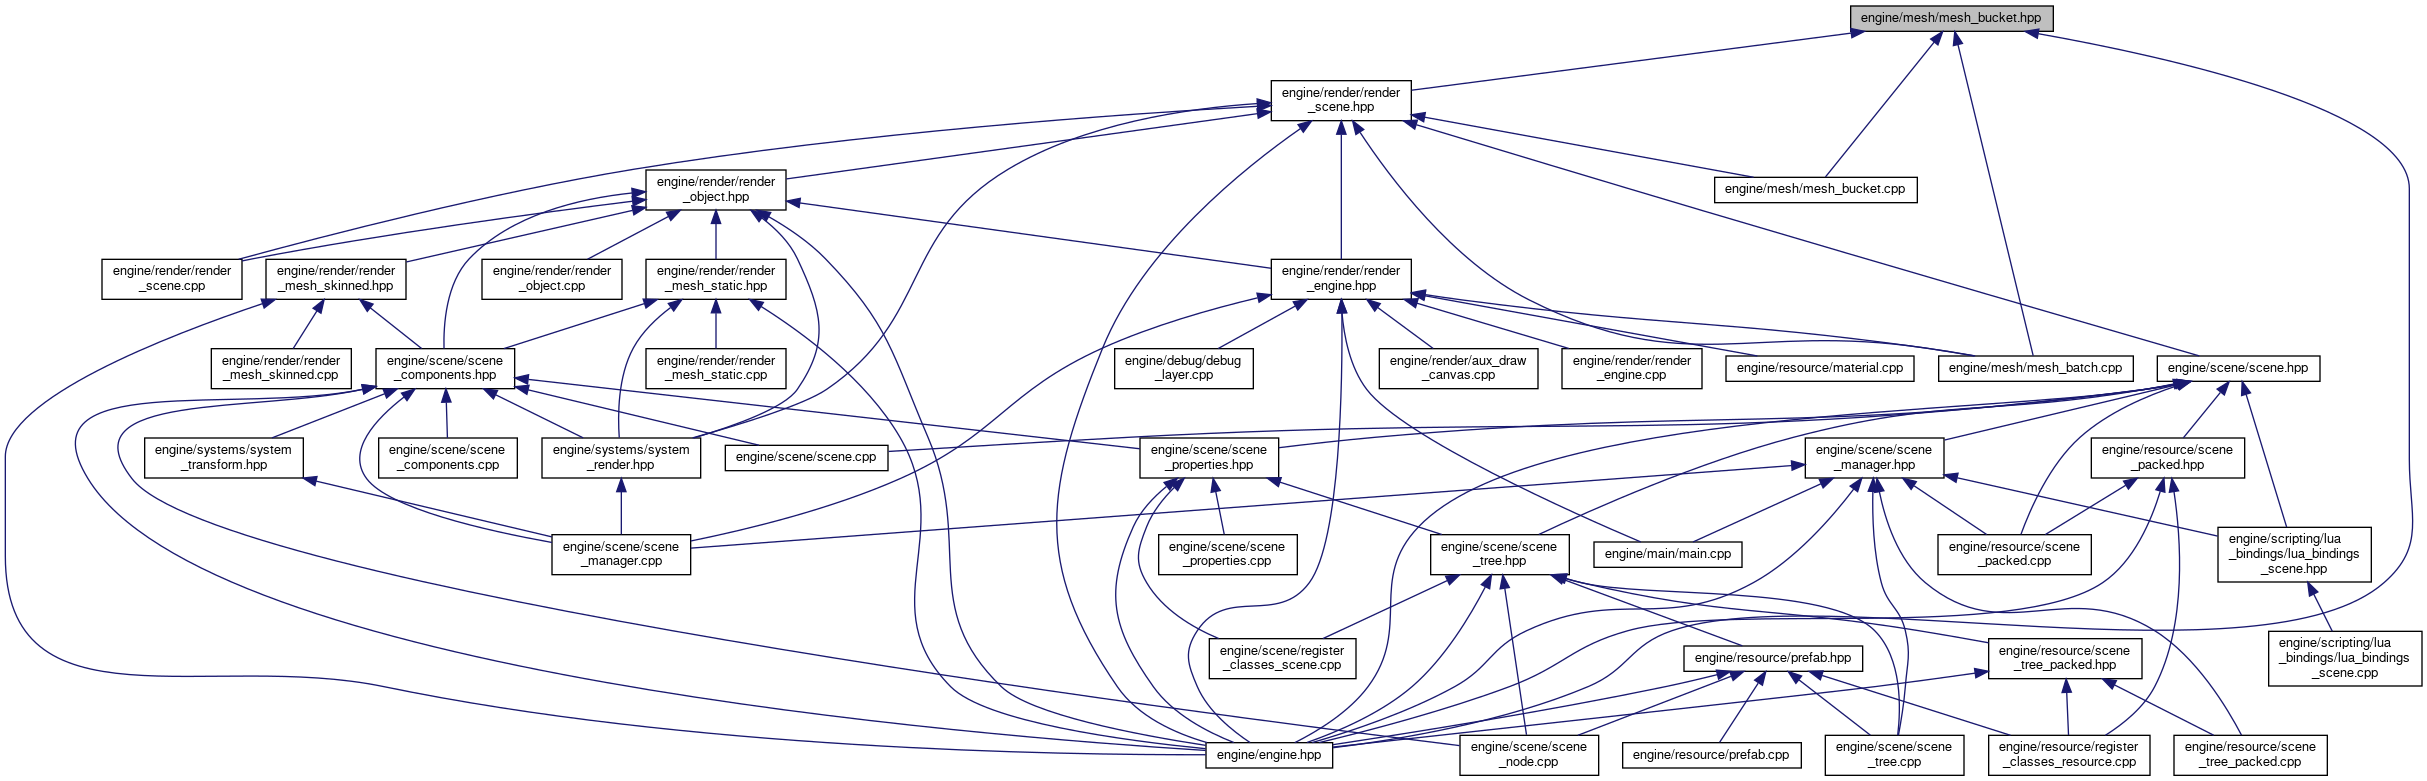 engine/mesh/mesh_bucket.hpp
engine/render/render
_scene.hpp
engine/render/render
_object.hpp
engine/mesh/mesh_bucket.cpp
engine/render/render
_scene.cpp
engine/render/render
_mesh_skinned.hpp
engine/render/render
_object.cpp
engine/render/render
_mesh_static.hpp
engine/render/render
_engine.hpp
engine/render/render
_mesh_skinned.cpp
engine/scene/scene
_components.hpp
engine/render/render
_mesh_static.cpp
engine/debug/debug
_layer.cpp
engine/render/aux_draw
_canvas.cpp
engine/render/render
_engine.cpp
engine/resource/material.cpp
engine/mesh/mesh_batch.cpp
engine/scene/scene.hpp
engine/systems/system
_transform.hpp
engine/scene/scene
_components.cpp
engine/systems/system
_render.hpp
engine/scene/scene.cpp
engine/scene/scene
_properties.hpp
engine/scene/scene
_manager.hpp
engine/resource/scene
_packed.hpp
engine/scene/scene
_manager.cpp
engine/scene/scene
_properties.cpp
engine/scene/scene
_tree.hpp
engine/main/main.cpp
engine/resource/scene
_packed.cpp
engine/scripting/lua
_bindings/lua_bindings
_scene.hpp
engine/scene/register
_classes_scene.cpp
engine/resource/prefab.hpp
engine/resource/scene
_tree_packed.hpp
engine/scripting/lua
_bindings/lua_bindings
_scene.cpp
engine/engine.hpp
engine/scene/scene
_node.cpp
engine/resource/prefab.cpp
engine/scene/scene
_tree.cpp
engine/resource/register
_classes_resource.cpp
engine/resource/scene
_tree_packed.cpp